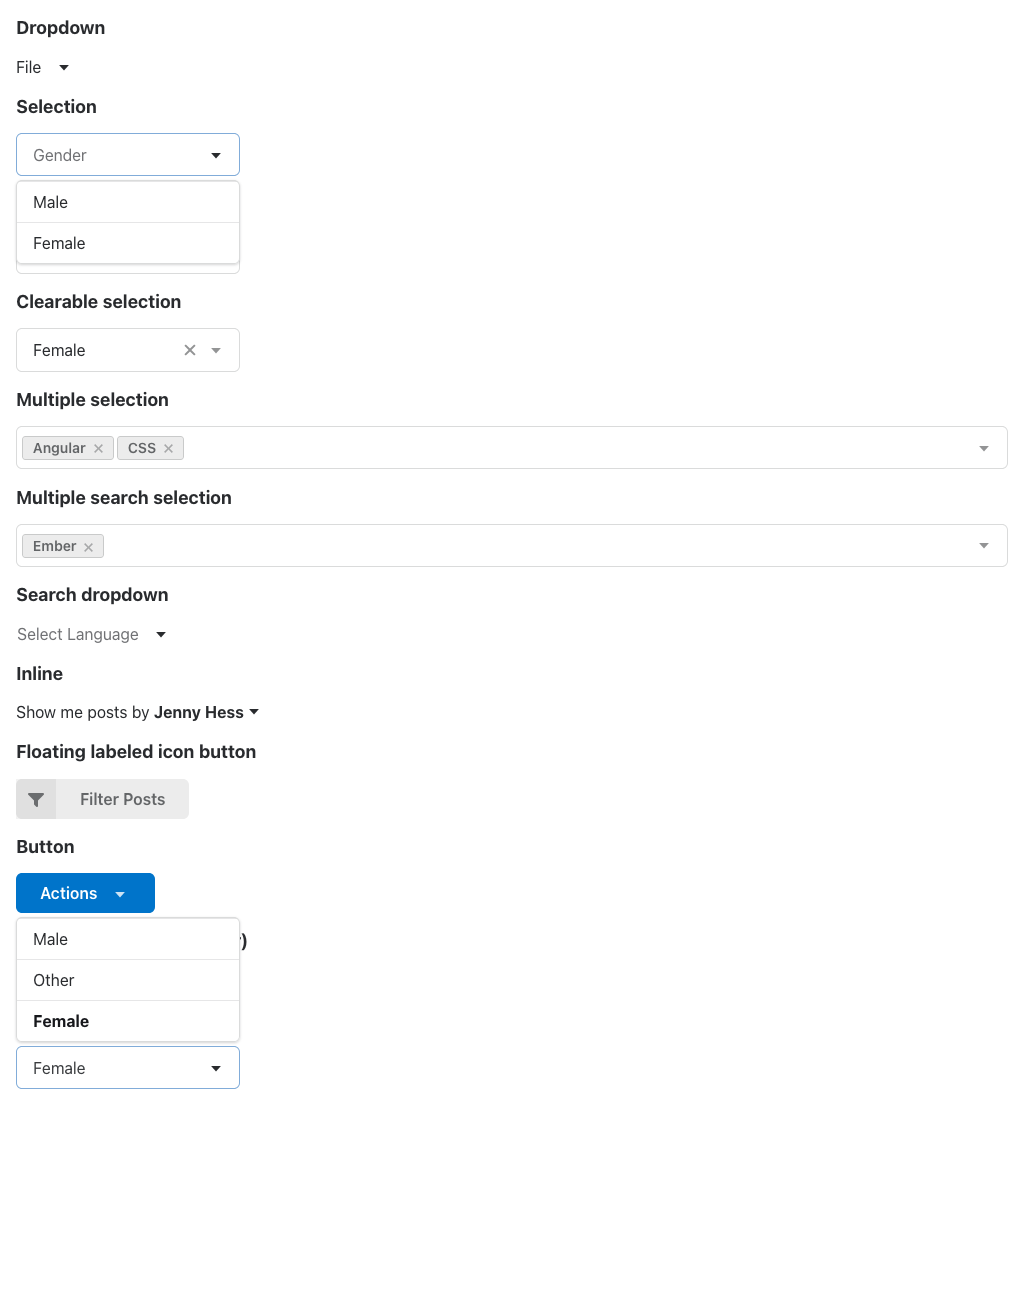 Dropdown
File
Selection
Gender
Male
Female
Clearable selection
Female
Multiple selection
Angular CSS
Multiple search selection
Ember
Search dropdown
Select Language
Inline
Show me posts by Jenny Hess
Floating labeled icon button
Filter Posts
Button
Actions
Male
)
Other
Female
Female